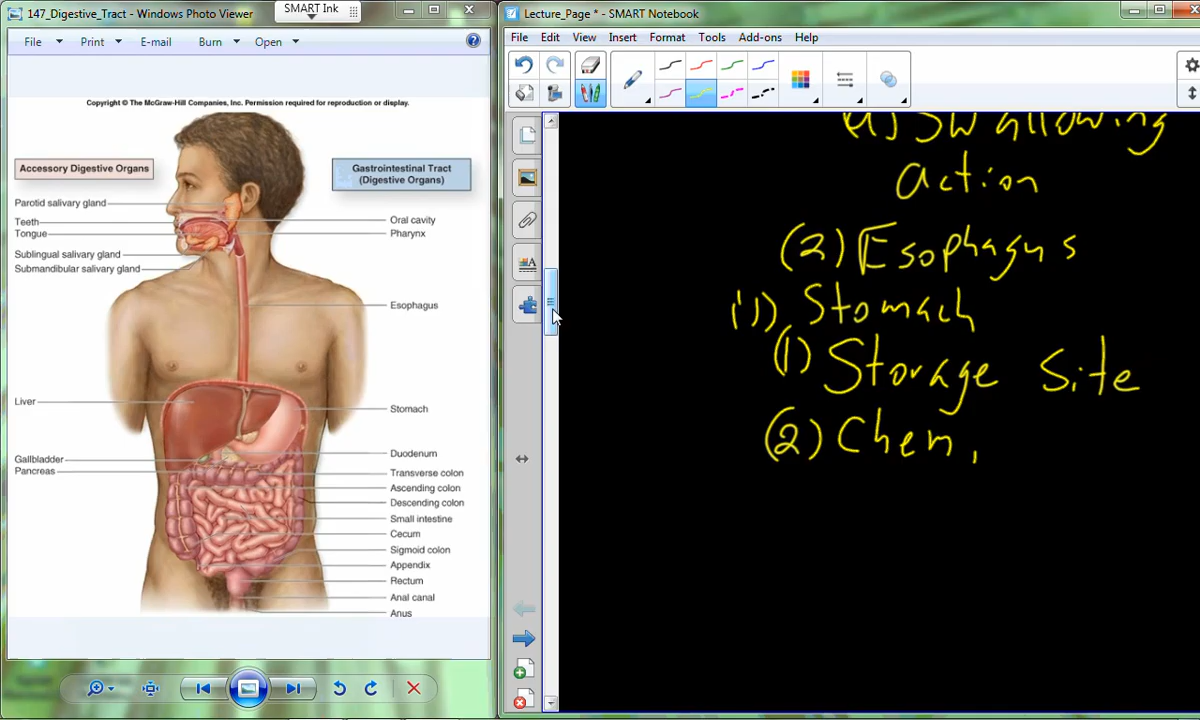 147_Digestive_Tract - Windows Photo Viewer
SMART Ink
File Print E-mail Burn Open
Copyright © The McGraw-Hill Companies, Inc. Permission required for reproduction or display.
Accessory Digestive Organs
Gastrointestinal Tract
(Digestive Organs)
Parotid salivary gland
Teeth
Tongue
Sublingual salivary gland
Submandibular salivary gland
Liver
Gallbladder
Pancreas
Oral cavity
Pharynx
Esophagus
Stomach
Duodenum
Transverse colon
Ascending colon
Descending colon
Small intestine
Cecum
Sigmoid colon
Appendix
Rectum
Anal canal
Anus
Lecture_Page * - SMART Notebook
File Edit View Insert Format Tools Add-ons Help
Swallowing
Action
(2) Esophagus
Stomach
(1) Storage Site
(2) Chem.